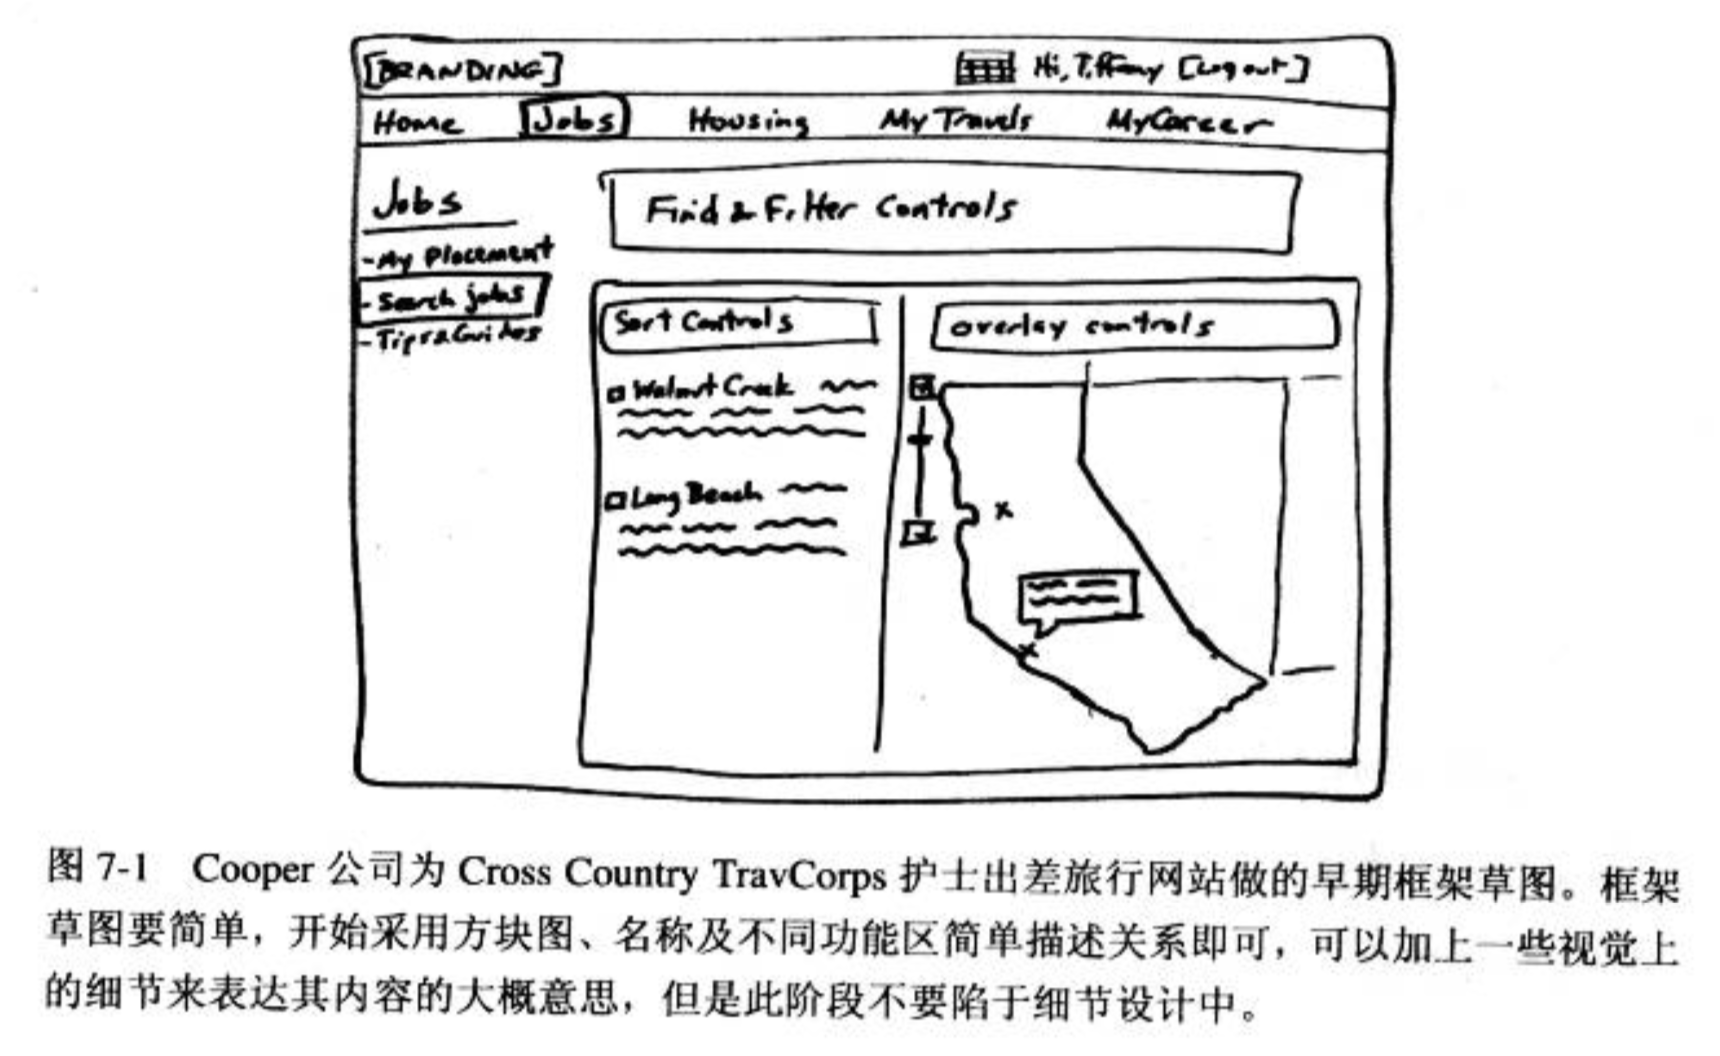 [BRANDING] Hi, Tiffany [Logout]
Home Jobs Housing My Travels MyCareer
Jobs
- My Placement
- Search jobs
- Tips & Guides
Find & Filter Controls
Sort Controls
Walnut Creek
Long Beach
overlay controls
图 7-1 Cooper 公司为 Cross Country TravCorps 护士出差旅行网站做的早期框架草图。框架
草图要简单，开始采用方块图、名称及不同功能区简单描述关系即可，可以加上一些视觉上
的细节来表达其内容的大概意思，但是此阶段不要陷于细节设计中。